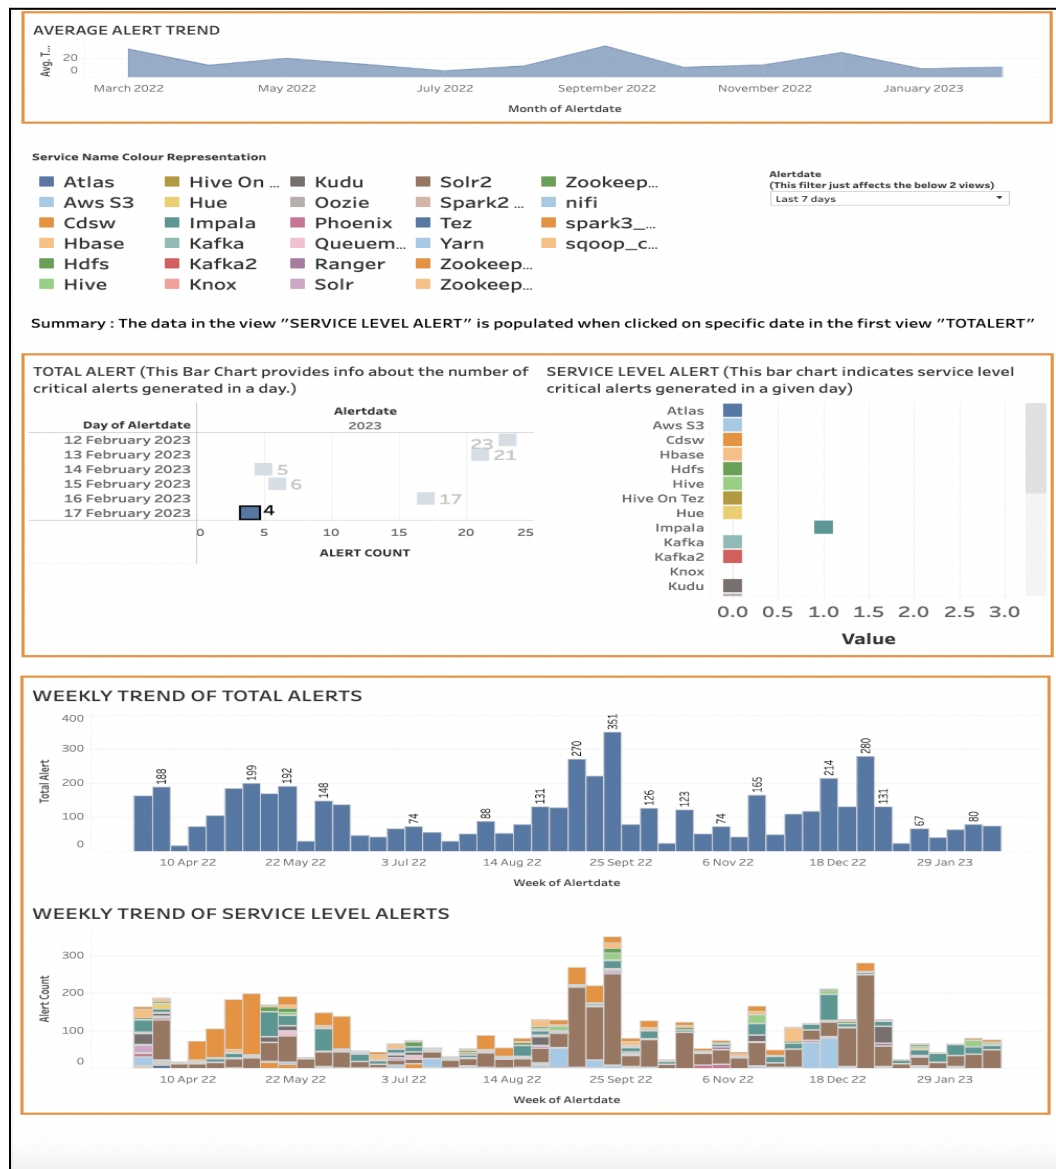 AVERAGE ALERT TREND
Avg. T...
20
0
March 2022 May 2022 July 2022 September 2022 November 2022 January 2023
Month of Alertdate
Service Name Colour Representation
Atlas Hive On ... Kudu Solr2 Zookeep...
Aws S3 Hue Oozie Spark2 ... nifi
Cdsw Impala Phoenix Tez spark3_...
Hbase Kafka Queuem... Yarn sqoop_c...
Hdfs Kafka2 Ranger Zookeep...
Hive Knox Solr Zookeep...
Alertdate
(This filter just affects the below 2 views)
Last 7 days
Summary : The data in the view "SERVICE LEVEL ALERT" is populated when clicked on specific date in the first view "TOTALERT"
TOTAL ALERT (This Bar Chart provides info about the number of
critical alerts generated in a day.)
Alertdate
Day of Alertdate 2023
12 February 2023 23
13 February 2023 21
14 February 2023 5
15 February 2023 6
16 February 2023 17
17 February 2023 4
0 5 10 15 20 25
ALERT COUNT
SERVICE LEVEL ALERT (This bar chart indicates service level
critical alerts generated in a given day)
Atlas
Aws S3
Cdsw
Hbase
Hdfs
Hive
Hive On Tez
Hue
Impala
Kafka
Kafka2
Knox
Kudu
0.0 0.5 1.0 1.5 2.0 2.5 3.0
Value
WEEKLY TREND OF TOTAL ALERTS
Total Alert
400
300
200
100
0
188 199 192 148 74 88 131 270 351 126 123 74 165 214 280 131 67 80
10 Apr 22 22 May 22 3 Jul 22 14 Aug 22 25 Sept 22 6 Nov 22 18 Dec 22 29 Jan 23
Week of Alertdate
WEEKLY TREND OF SERVICE LEVEL ALERTS
Alert Count
300
200
100
0
10 Apr 22 22 May 22 3 Jul 22 14 Aug 22 25 Sept 22 6 Nov 22 18 Dec 22 29 Jan 23
Week of Alertdate